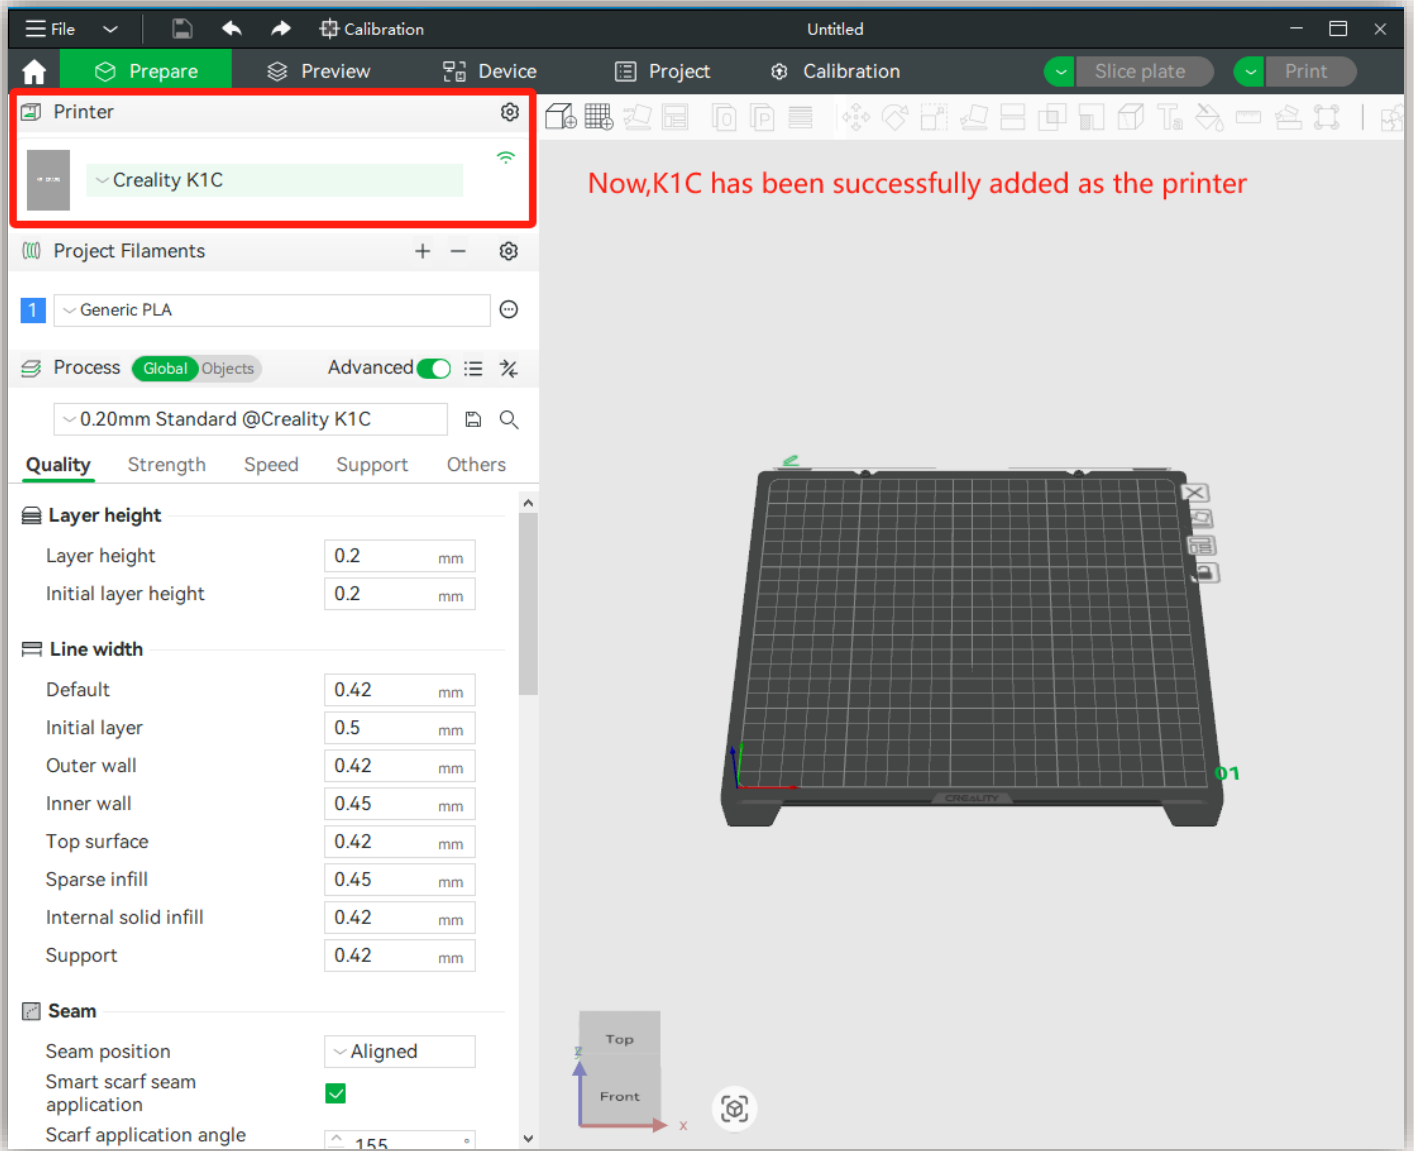 File
Calibration
Untitled
Prepare
Preview
Device
Project
Calibration
Slice plate
Print
Printer
Creality K1C
Now,K1C has been successfully added as the printer
Project Filaments
1
Generic PLA
Process
Global
Objects
Advanced
0.20mm Standard @Creality K1C
Quality
Strength
Speed
Support
Others
Layer height
Layer height 0.2 mm
Initial layer height 0.2 mm
Line width
Default 0.42 mm
Initial layer 0.5 mm
Outer wall 0.42 mm
Inner wall 0.45 mm
Top surface 0.42 mm
Sparse infill 0.45 mm
Internal solid infill 0.42 mm
Support 0.42 mm
Seam
Seam position Aligned
Smart scarf seam
application
Scarf application angle 155 °
CREALITY
01
Top
Front
Z
X